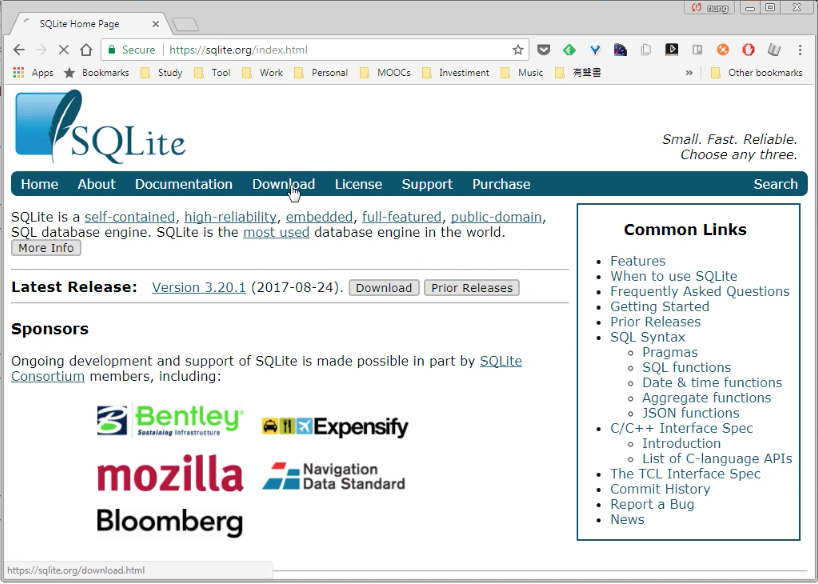 SQLite Home Page
nung
Secure https://sqlite.org/index.html
Apps Bookmarks Study Tool Work Personal MOOCs Investiment Music 有聲書 » Other bookmarks
SQLite
Small. Fast. Reliable.
Choose any three.
Home About Documentation Download License Support Purchase Search
SQLite is a self-contained, high-reliability, embedded, full-featured, public-domain,
SQL database engine. SQLite is the most used database engine in the world.
More Info
Latest Release: Version 3.20.1 (2017-08-24). Download Prior Releases
Sponsors
Ongoing development and support of SQLite is made possible in part by SQLite
Consortium members, including:
Bentley
Sustaining Infrastructure
Expensify
mozilla
Navigation
Data Standard
Bloomberg
Common Links
Features
When to use SQLite
Frequently Asked Questions
Getting Started
Prior Releases
SQL Syntax
Pragmas
SQL functions
Date & time functions
Aggregate functions
JSON functions
C/C++ Interface Spec
Introduction
List of C-language APIs
The TCL Interface Spec
Commit History
Report a Bug
News
https://sqlite.org/download.html